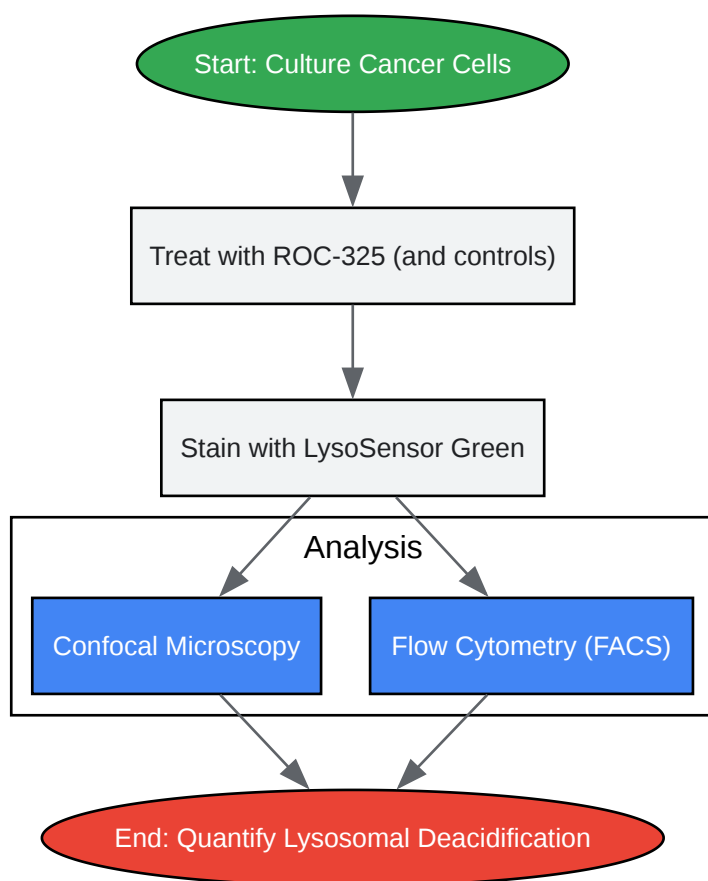 Start: Culture Cancer Cells
Treat with ROC-325 (and controls)
Stain with LysoSensor Green
Analysis
Confocal Microscopy
Flow Cytometry (FACS)
End: Quantify Lysosomal Deacidification